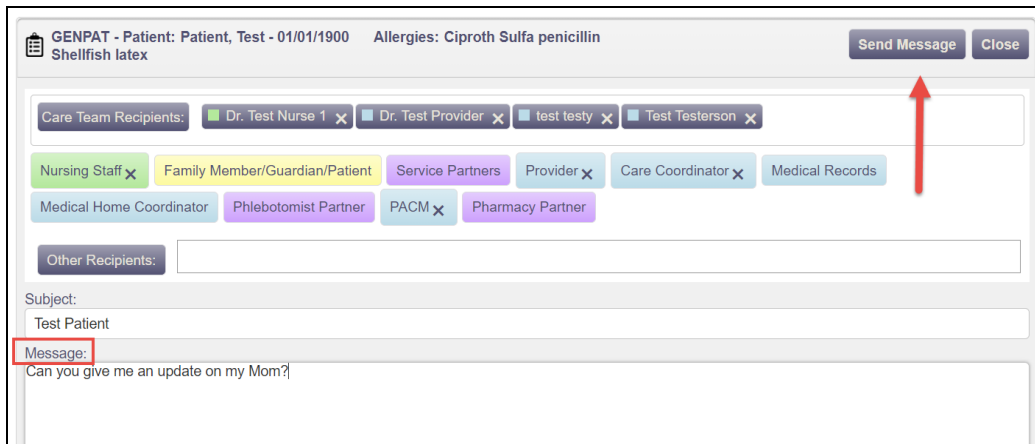 GENPAT - Patient: Patient, Test - 01/01/1900 Allergies: Ciproth Sulfa penicillin
Shellfish latex
Send Message Close
Care Team Recipients: Dr. Test Nurse 1 × Dr. Test Provider × test testy × Test Testerson ×
Nursing Staff × Family Member/Guardian/Patient Service Partners Provider × Care Coordinator × Medical Records
Medical Home Coordinator Phlebotomist Partner PACM × Pharmacy Partner
Other Recipients:
Subject:
Test Patient
Message:
Can you give me an update on my Mom?